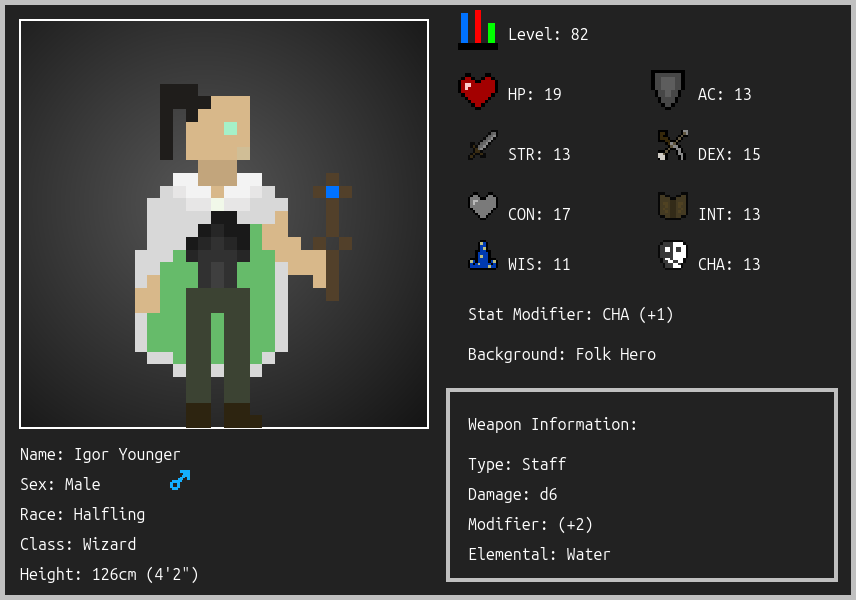 Level: 82
HP: 19
AC: 13
STR: 13
DEX: 15
CON: 17
INT: 13
WIS: 11
CHA: 13
Stat Modifier: CHA (+1)
Background: Folk Hero
Weapon Information:
Type: Staff
Damage: d6
Modifier: (+2)
Elemental: Water
Name: Igor Younger
Sex: Male
Race: Halfling
Class: Wizard
Height: 126cm (4'2")